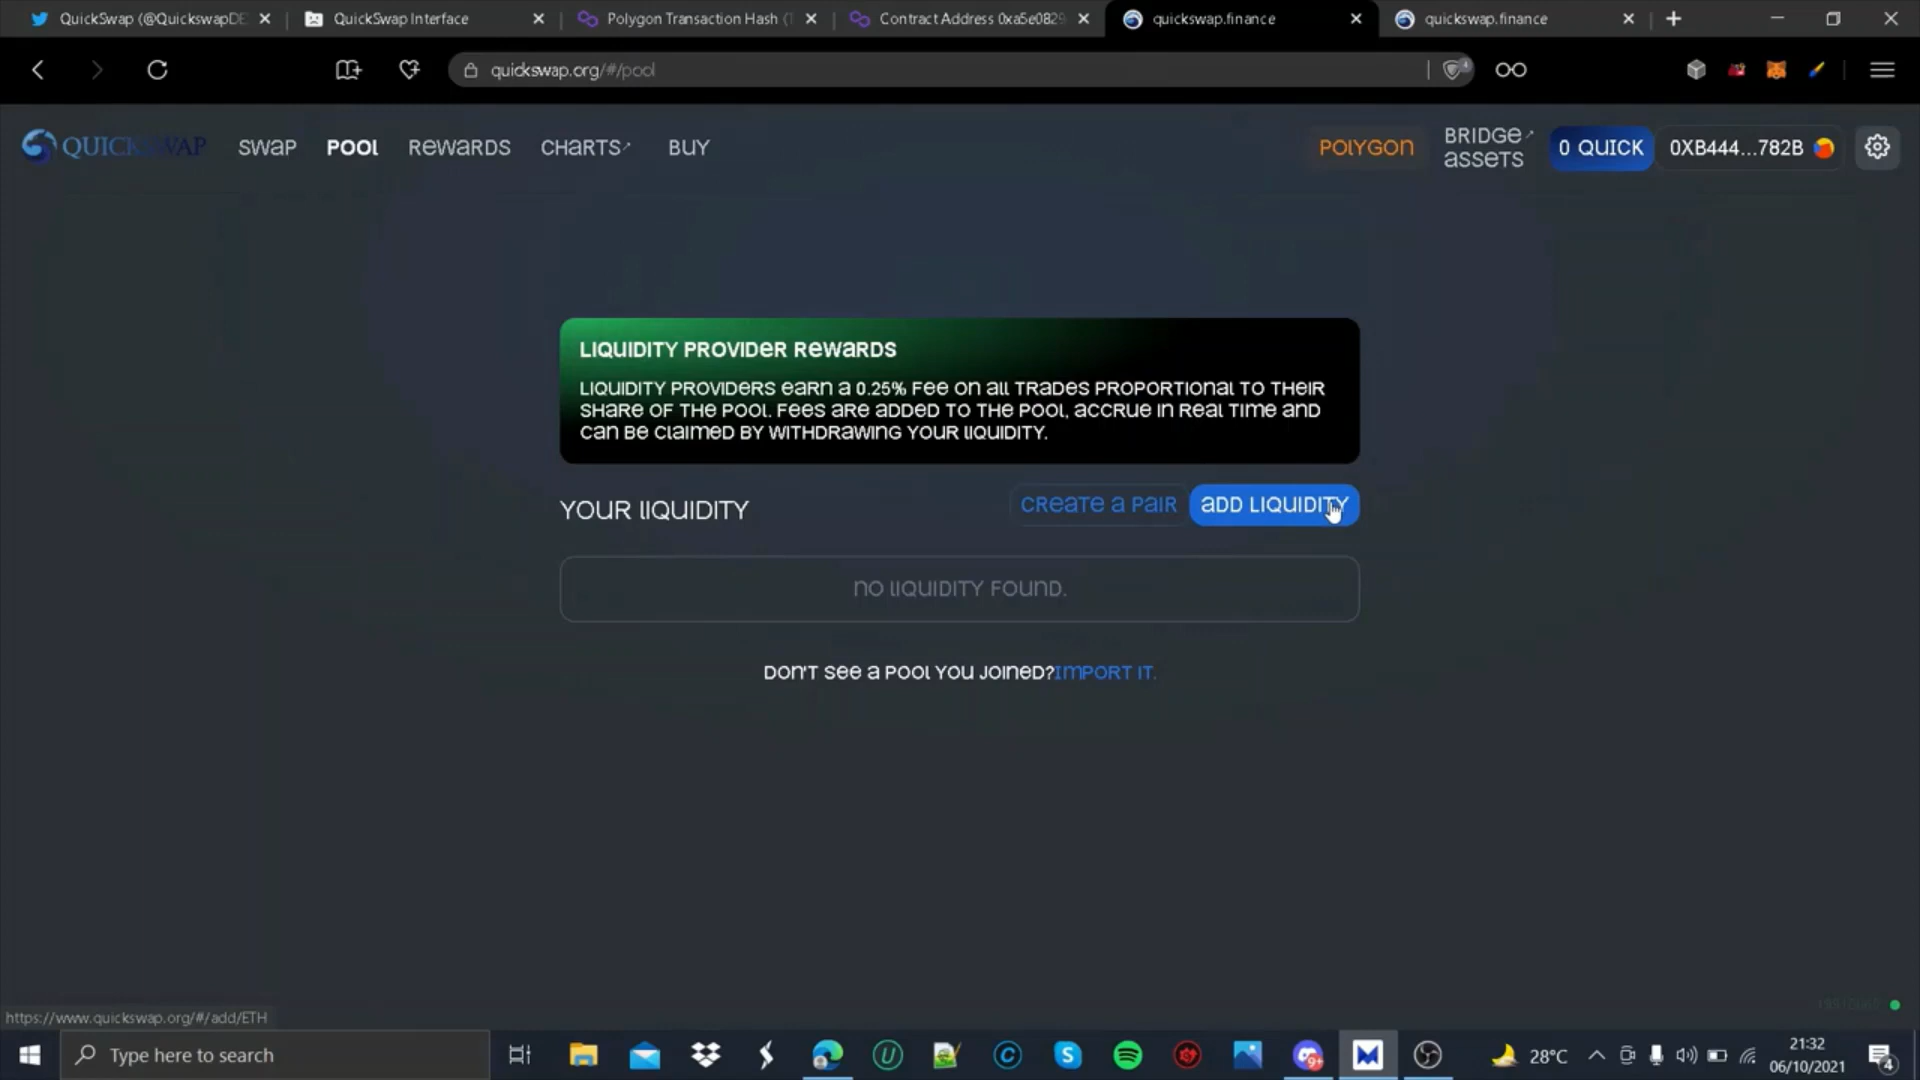 QuickSwap (@QuickswapDE
QuickSwap Interface
Polygon Transaction Hash (T
Contract Address 0xa5e0829
quickswap.finance
quickswap.finance
quickswap.org/#/pool
QUICKSWAP
SWAP
POOL
REWARDS
CHARTS↗
BUY
POLYGON
BRIDGE↗
ASSETS
0 QUICK
0XB444...782B
LIQUIDITY PROVIDER REWARDS
LIQUIDITY PROVIDERS EARN A 0.25% FEE ON ALL TRADES PROPORTIONAL TO THEIR
SHARE OF THE POOL. FEES ARE ADDED TO THE POOL, ACCRUE IN REAL TIME AND
CAN BE CLAIMED BY WITHDRAWING YOUR LIQUIDITY.
YOUR LIQUIDITY
CREATE A PAIR
ADD LIQUIDITY
NO LIQUIDITY FOUND.
DON'T SEE A POOL YOU JOINED? IMPORT IT.
https://www.quickswap.org/#/add/ETH
Type here to search
9+
28°C
21:32
06/10/2021
4